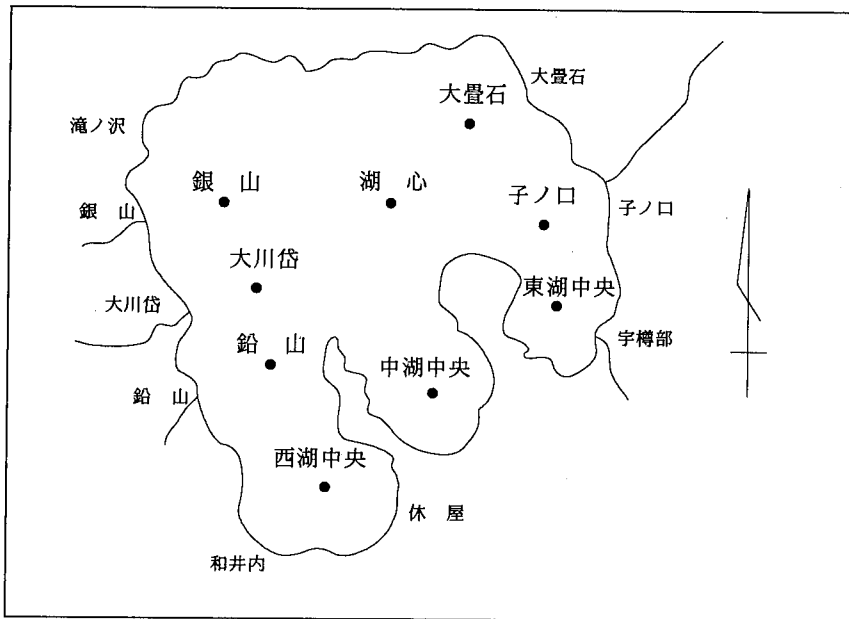 大畳石
大畳石
滝ノ沢
銀山
湖心
子ノ口
子ノ口
銀山
大川岱
東湖中央
大川岱
鉛山
宇樽部
中湖中央
鉛山
西湖中央
休屋
和井内